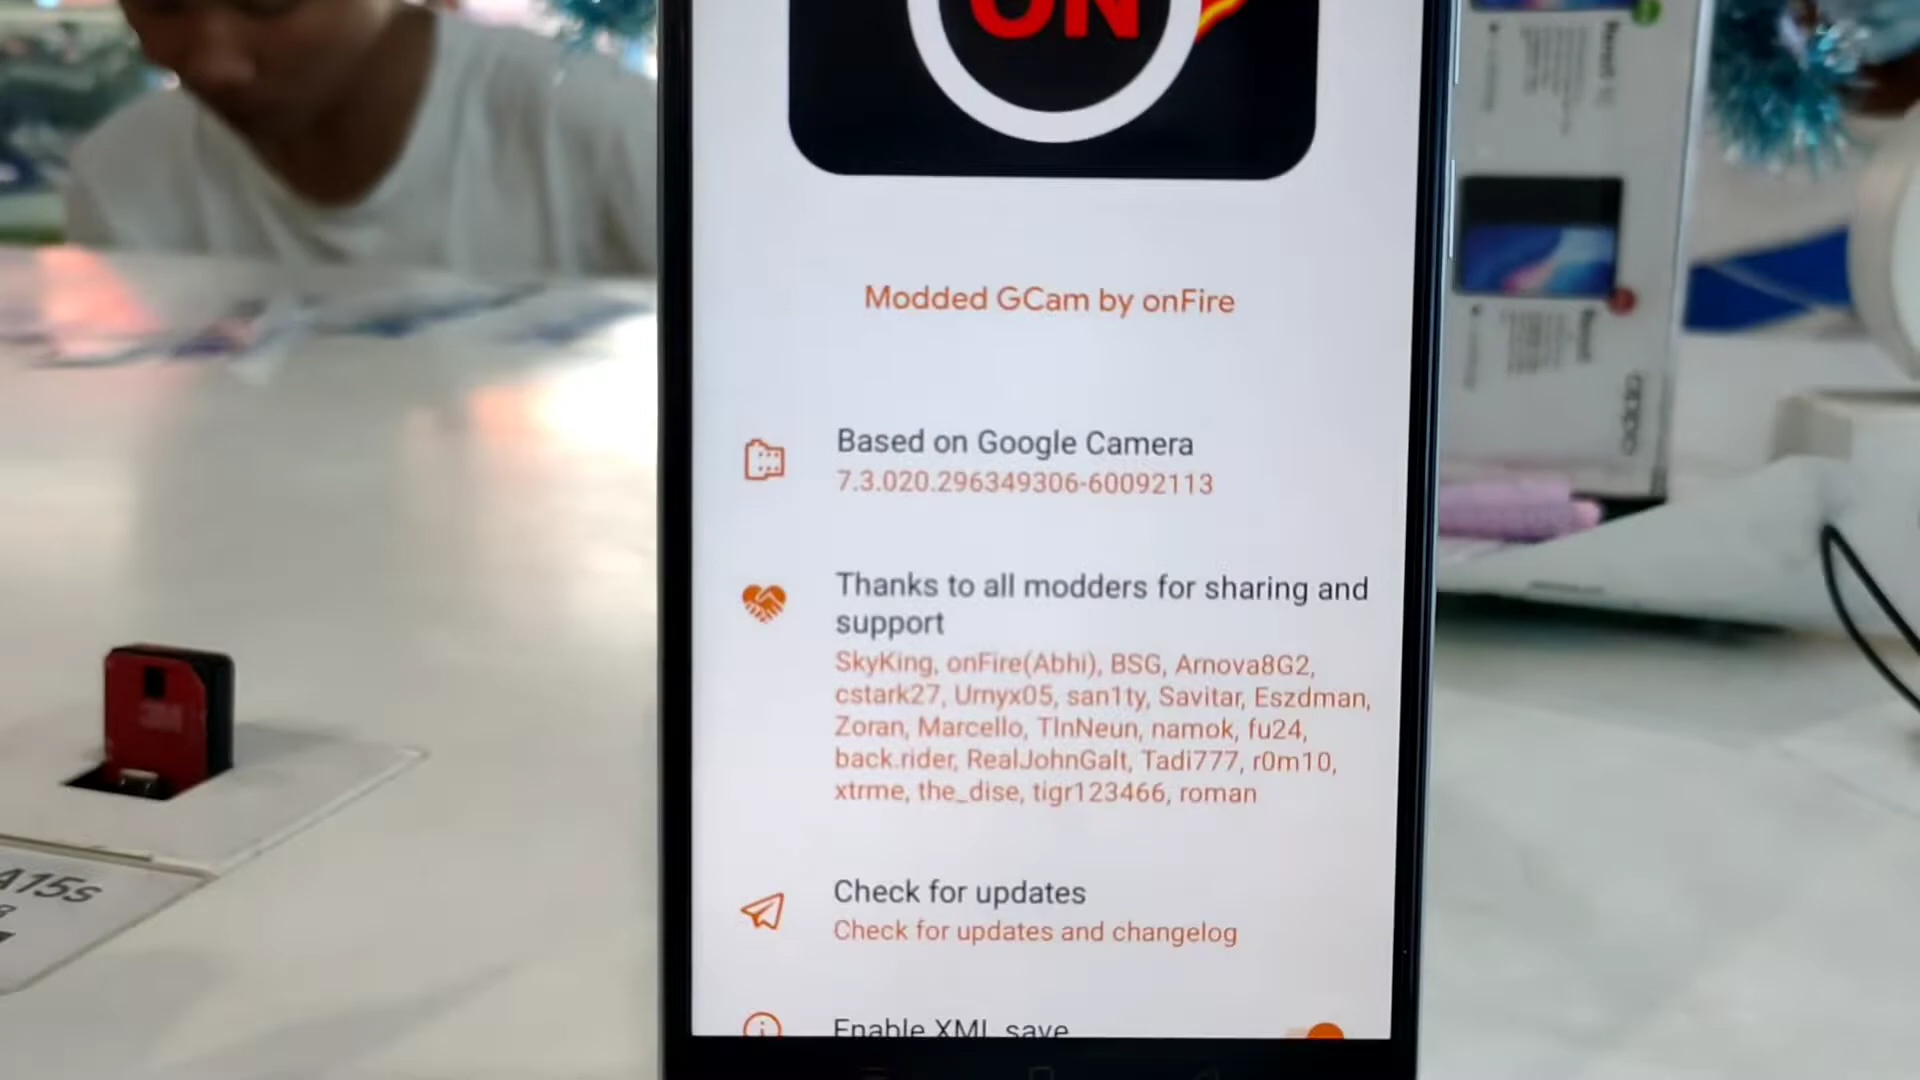 ON
Modded GCam by onFire
Based on Google Camera
7.3.020.296349306-60092113
Thanks to all modders for sharing and
support
SkyKing, onFire(Abhi), BSG, Arnova8G2,
cstark27, Urnyx05, san1ty, Savitar, Eszdman,
Zoran, Marcello, TlnNeun, namok, fu24,
back.rider, RealJohnGalt, Tadi777, r0m10,
xtrme, the_dise, tigr123466, roman
Check for updates
Check for updates and changelog
Enable XML save
A15s
oppo